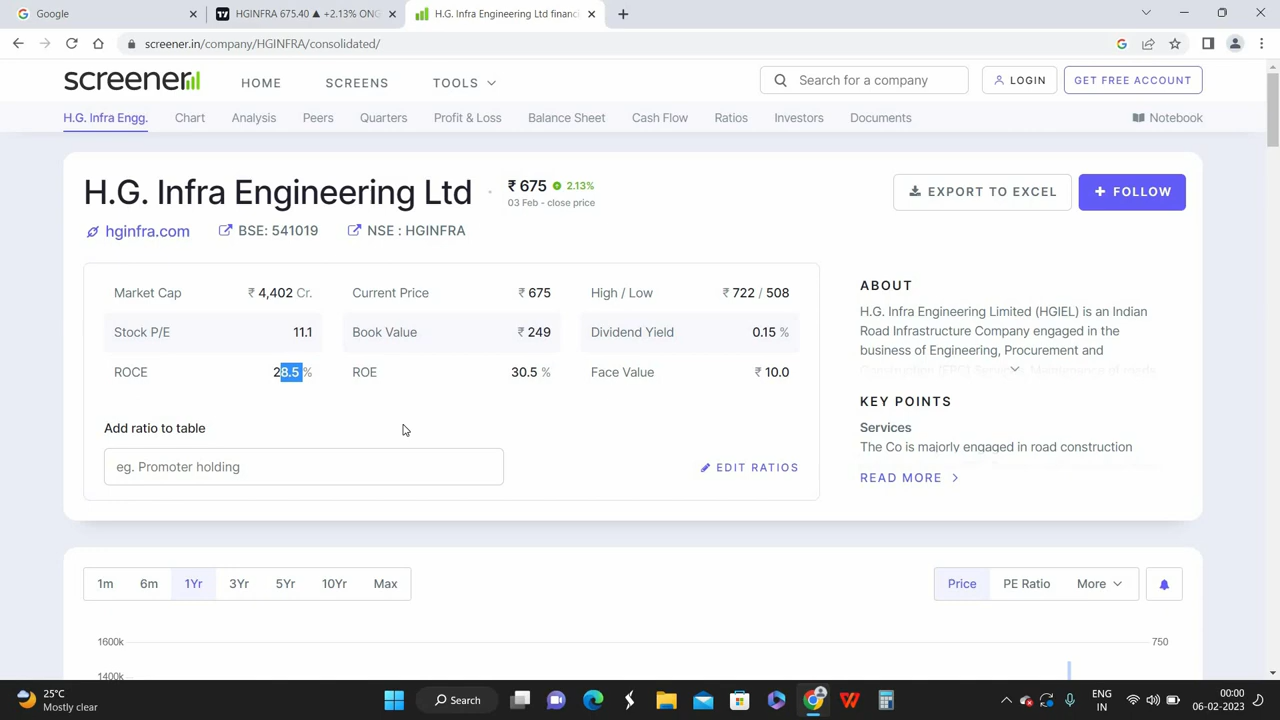 Google
HGINFRA 675.40 ▲ +2.13% ONG
H.G. Infra Engineering Ltd financi
screener.in/company/HGINFRA/consolidated/
screener
HOME
SCREENS
TOOLS
Search for a company
LOGIN
GET FREE ACCOUNT
H.G. Infra Engg.
Chart
Analysis
Peers
Quarters
Profit & Loss
Balance Sheet
Cash Flow
Ratios
Investors
Documents
Notebook
H.G. Infra Engineering Ltd
₹ 675 2.13%
03 Feb - close price
EXPORT TO EXCEL
+ FOLLOW
hginfra.com
BSE: 541019
NSE : HGINFRA
Market Cap ₹ 4,402 Cr.
Current Price ₹ 675
High / Low ₹ 722 / 508
Stock P/E 11.1
Book Value ₹ 249
Dividend Yield 0.15 %
ROCE 28.5 %
ROE 30.5 %
Face Value ₹ 10.0
Add ratio to table
eg. Promoter holding
EDIT RATIOS
ABOUT
H.G. Infra Engineering Limited (HGIEL) is an Indian
Road Infrastructure Company engaged in the
business of Engineering, Procurement and
KEY POINTS
Services
The Co is majorly engaged in road construction
READ MORE
1m
6m
1Yr
3Yr
5Yr
10Yr
Max
Price
PE Ratio
More
1600k
750
1400k
25°C
Mostly clear
Search
ENG
IN
00:00
06-02-2023